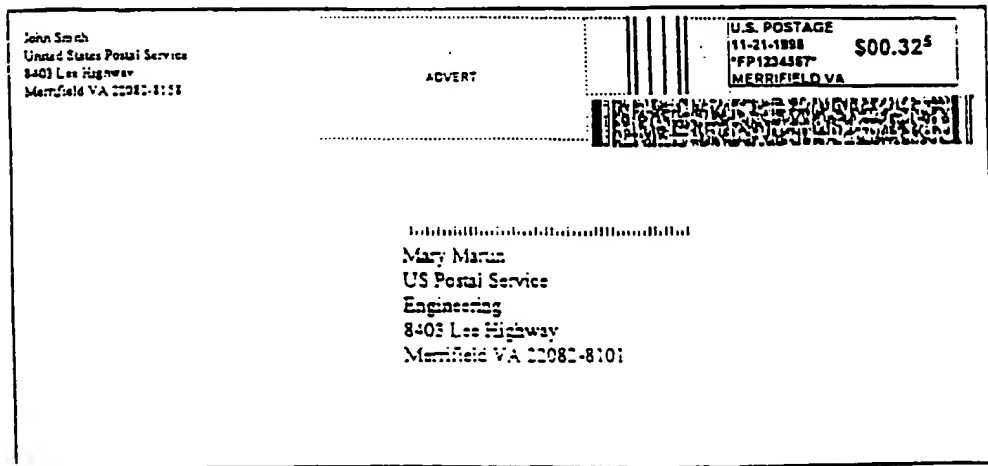 John Smith
United States Postal Service
8403 Lee Highway
Merrifield VA 22082-8158
ADVERT
U.S. POSTAGE
11-21-1998
"FP1234567"
MERRIFIELD VA
$00.32⁵
Mary Martin
US Postal Service
Engineering
8403 Lee Highway
Merrifield VA 22082-8101